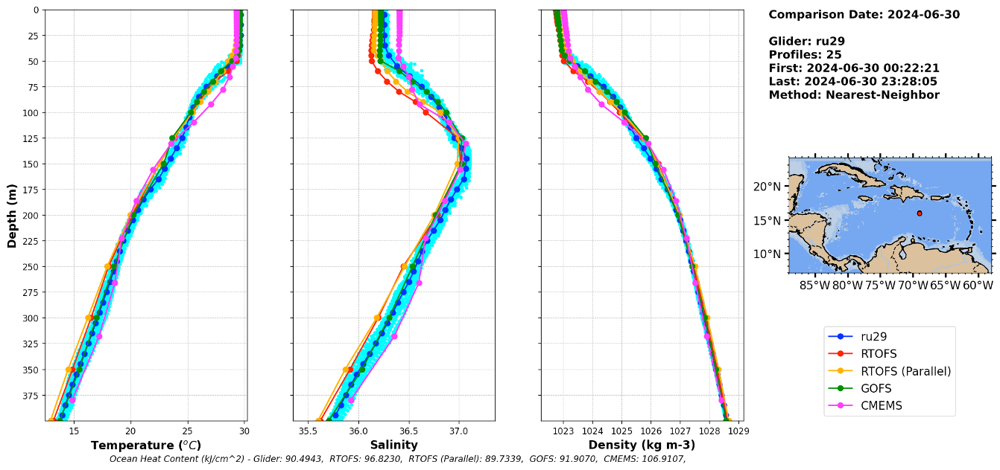 Comparison Date: 2024-06-30
Glider: ru29
Profiles: 25
First: 2024-06-30 00:22:21
Last: 2024-06-30 23:28:05
Method: Nearest-Neighbor
Depth (m)
0
25
50
75
100
125
150
175
200
225
250
275
300
325
350
375
15 20 25 30
Temperature (°C)
35.5 36.0 36.5 37.0
Salinity
1023 1024 1025 1026 1027 1028 1029
Density (kg m-3)
20°N
15°N
10°N
85°W 80°W 75°W 70°W 65°W 60°W
ru29
RTOFS
RTOFS (Parallel)
GOFS
CMEMS
Ocean Heat Content (kJ/cm^2) - Glider: 90.4943, RTOFS: 96.8230, RTOFS (Parallel): 89.7339, GOFS: 91.9070, CMEMS: 106.9107,